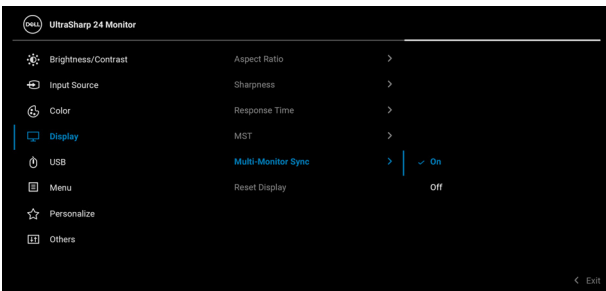 DELL UltraSharp 24 Monitor
Brightness/Contrast
Input Source
Color
Display
USB
Menu
Personalize
Others
Aspect Ratio
Sharpness
Response Time
MST
Multi-Monitor Sync
Reset Display
On
Off
Exit